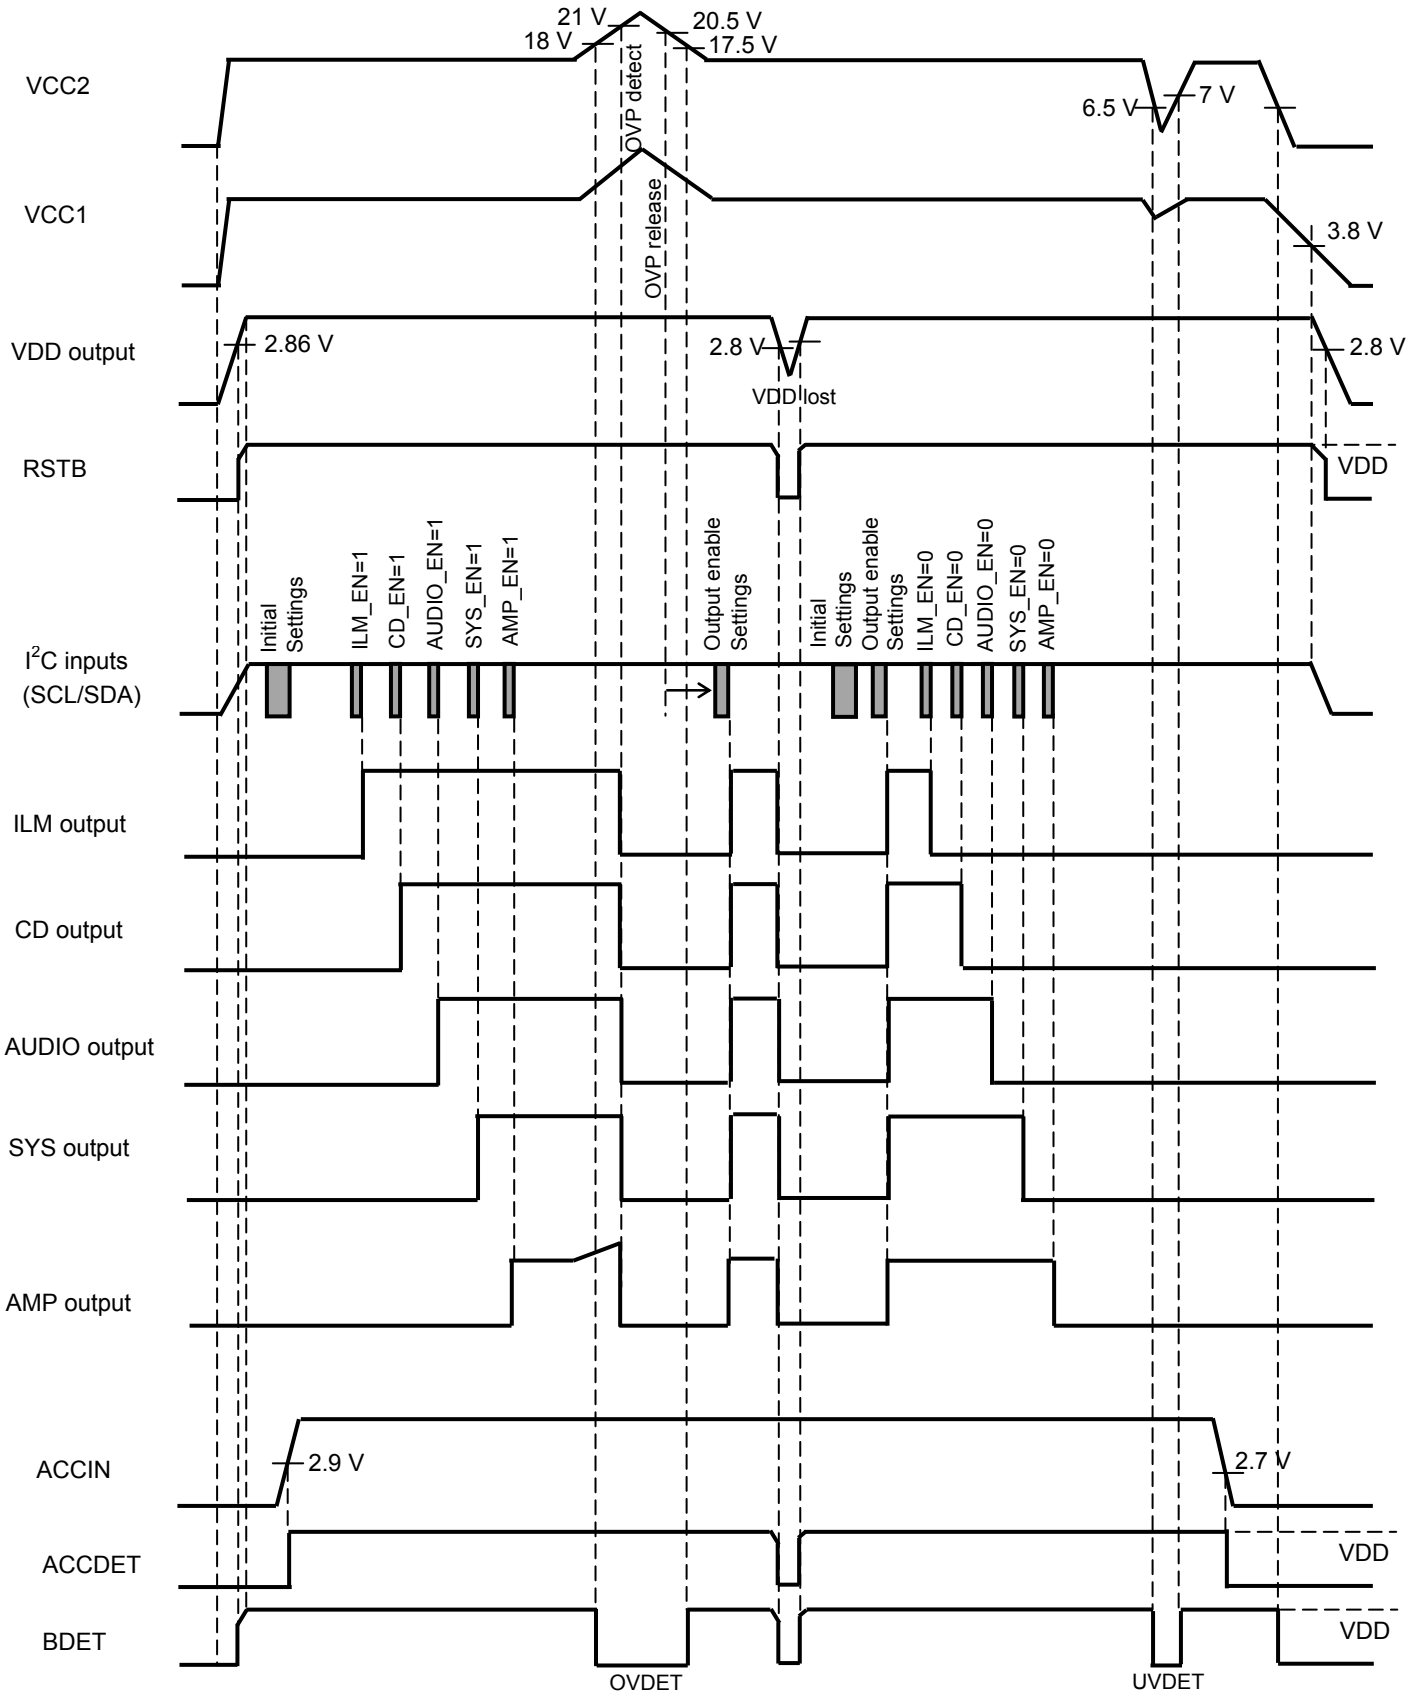 21 V
20.5 V
18 V
17.5 V
OVP detect
VCC2
6.5 V
7 V
OVP release
VCC1
3.8 V
VDD output
2.86 V
2.8 V
2.8 V
VDD lost
RSTB
VDD
Initial
Settings
ILM_EN=1
CD_EN=1
AUDIO_EN=1
SYS_EN=1
AMP_EN=1
Output enable
Settings
Initial
Settings
Output enable
Settings
ILM_EN=0
CD_EN=0
AUDIO_EN=0
SYS_EN=0
AMP_EN=0
I²C inputs
(SCL/SDA)
ILM output
CD output
AUDIO output
SYS output
AMP output
ACCIN
2.9 V
2.7 V
ACCDET
VDD
BDET
VDD
OVDET
UVDET